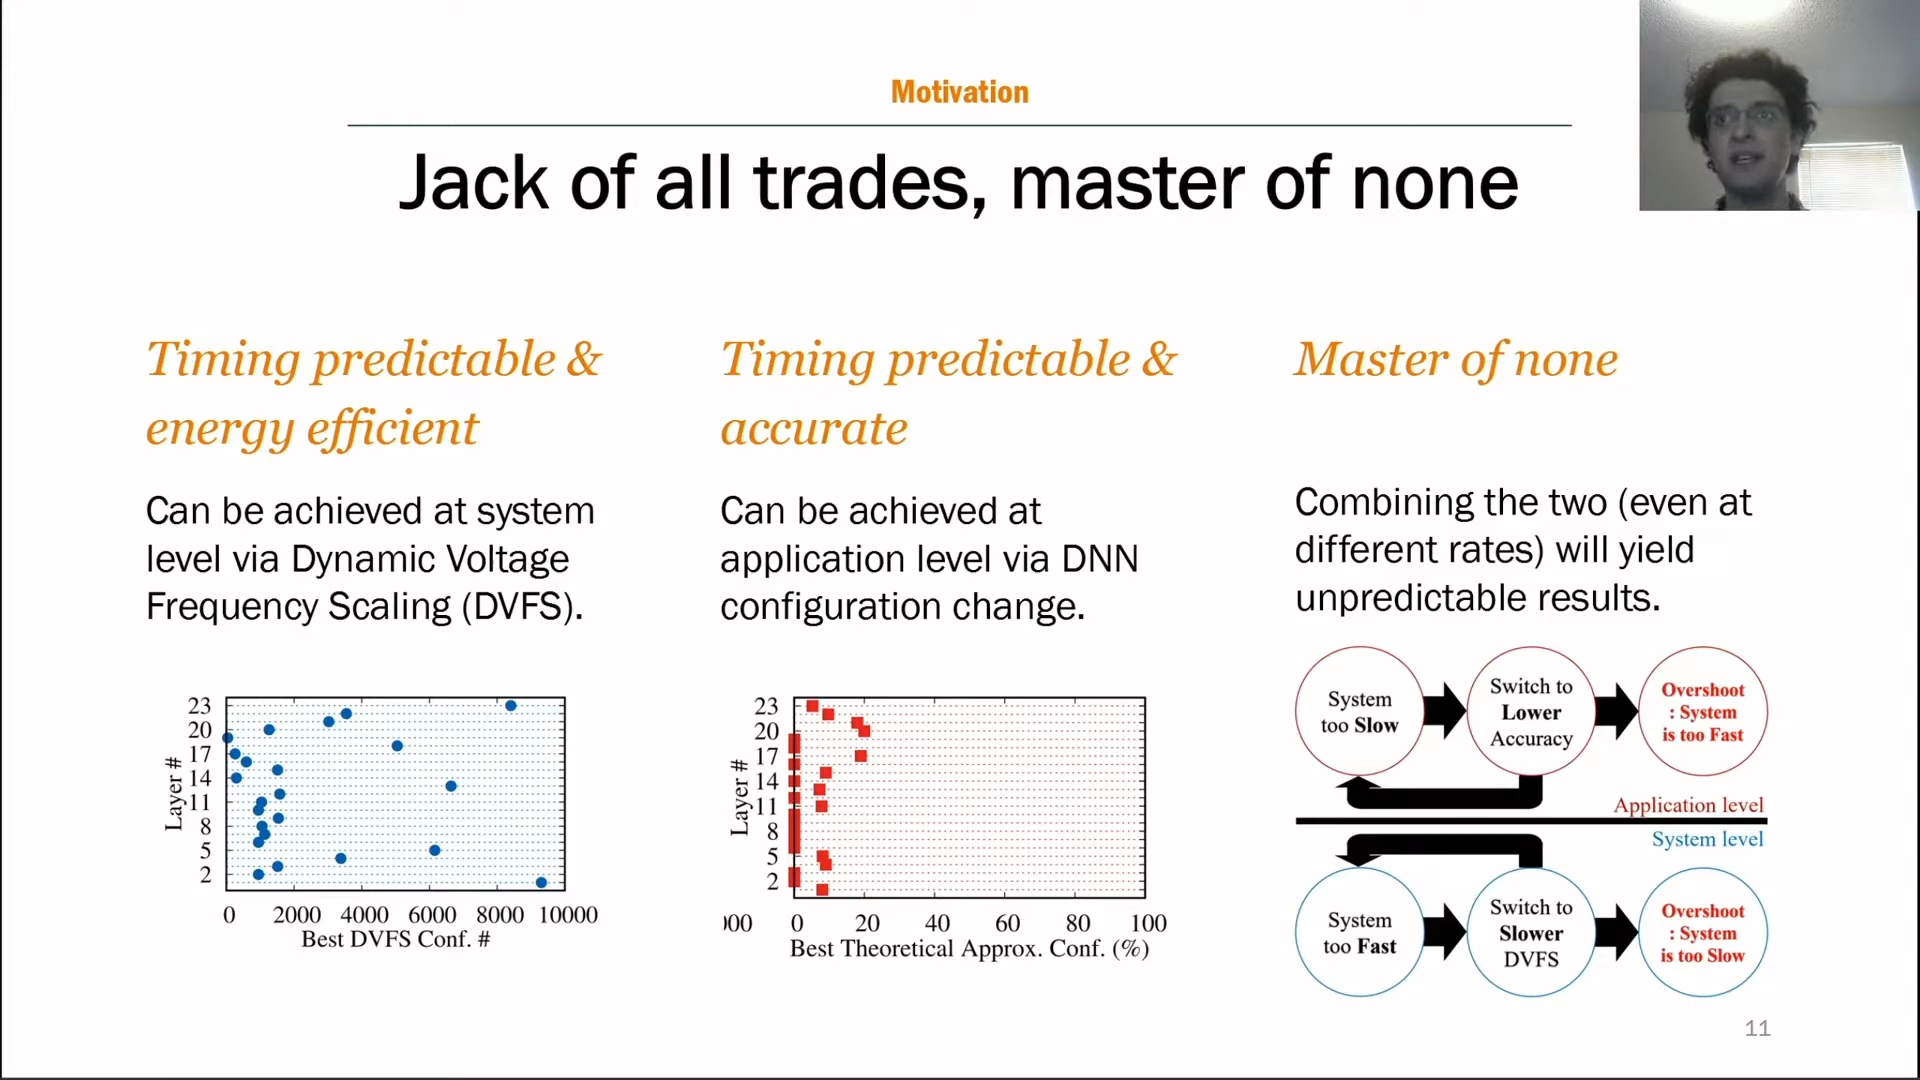 Motivation
Jack of all trades, master of none
Timing predictable &
energy efficient
Can be achieved at system
level via Dynamic Voltage
Frequency Scaling (DVFS).
23
20
17
14
11
8
5
2
Layer #
0 2000 4000 6000 8000 10000
Best DVFS Conf. #
Timing predictable &
accurate
Can be achieved at
application level via DNN
configuration change.
23
20
17
14
11
8
5
2
Layer #
000 0 20 40 60 80 100
Best Theoretical Approx. Conf. (%)
Master of none
Combining the two (even at
different rates) will yield
unpredictable results.
System
too Slow
Switch to
Lower
Accuracy
Overshoot
: System
is too Fast
Application level
System level
System
too Fast
Switch to
Slower
DVFS
Overshoot
: System
is too Slow
11